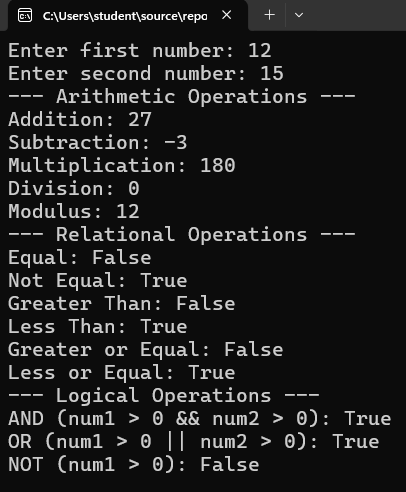 C:\Users\student\source\repo
Enter first number: 12
Enter second number: 15
--- Arithmetic Operations ---
Addition: 27
Subtraction: -3
Multiplication: 180
Division: 0
Modulus: 12
--- Relational Operations ---
Equal: False
Not Equal: True
Greater Than: False
Less Than: True
Greater or Equal: False
Less or Equal: True
--- Logical Operations ---
AND (num1 > 0 && num2 > 0): True
OR (num1 > 0 || num2 > 0): True
NOT (num1 > 0): False